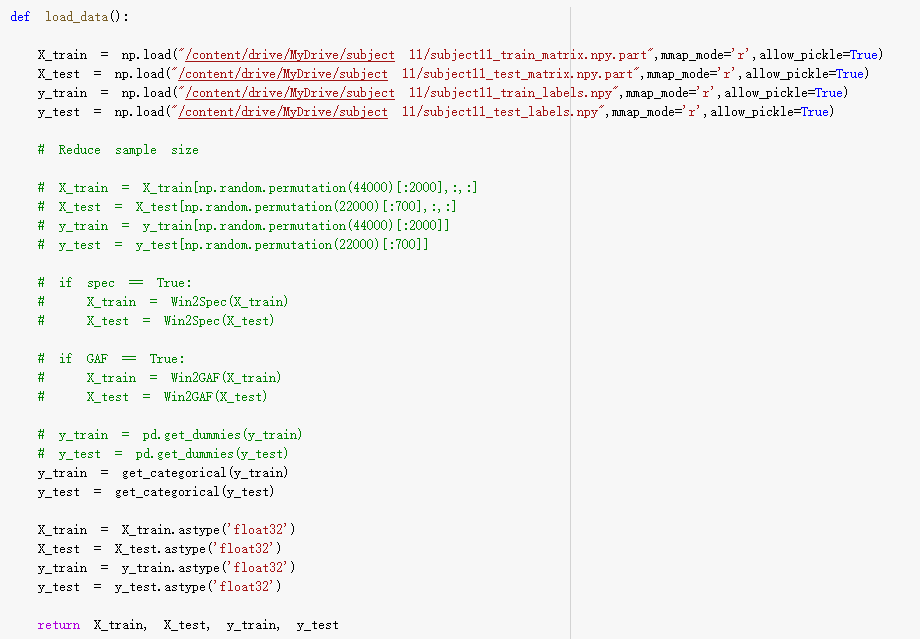 def load_data():
X_train = np.load("/content/drive/MyDrive/subject 11/subject11_train_matrix.npy.part",mmap_mode='r',allow_pickle=True)
X_test = np.load("/content/drive/MyDrive/subject 11/subject11_test_matrix.npy.part",mmap_mode='r',allow_pickle=True)
y_train = np.load("/content/drive/MyDrive/subject 11/subject11_train_labels.npy",mmap_mode='r',allow_pickle=True)
y_test = np.load("/content/drive/MyDrive/subject 11/subject11_test_labels.npy",mmap_mode='r',allow_pickle=True)
# Reduce sample size
# X_train = X_train[np.random.permutation(44000)[:2000],:,:]
# X_test = X_test[np.random.permutation(22000)[:700],:,:]
# y_train = y_train[np.random.permutation(44000)[:2000]]
# y_test = y_test[np.random.permutation(22000)[:700]]
# if spec == True:
# X_train = Win2Spec(X_train)
# X_test = Win2Spec(X_test)
# if GAF == True:
# X_train = Win2GAF(X_train)
# X_test = Win2GAF(X_test)
# y_train = pd.get_dummies(y_train)
# y_test = pd.get_dummies(y_test)
y_train = get_categorical(y_train)
y_test = get_categorical(y_test)
X_train = X_train.astype('float32')
X_test = X_test.astype('float32')
y_train = y_train.astype('float32')
y_test = y_test.astype('float32')
return X_train, X_test, y_train, y_test